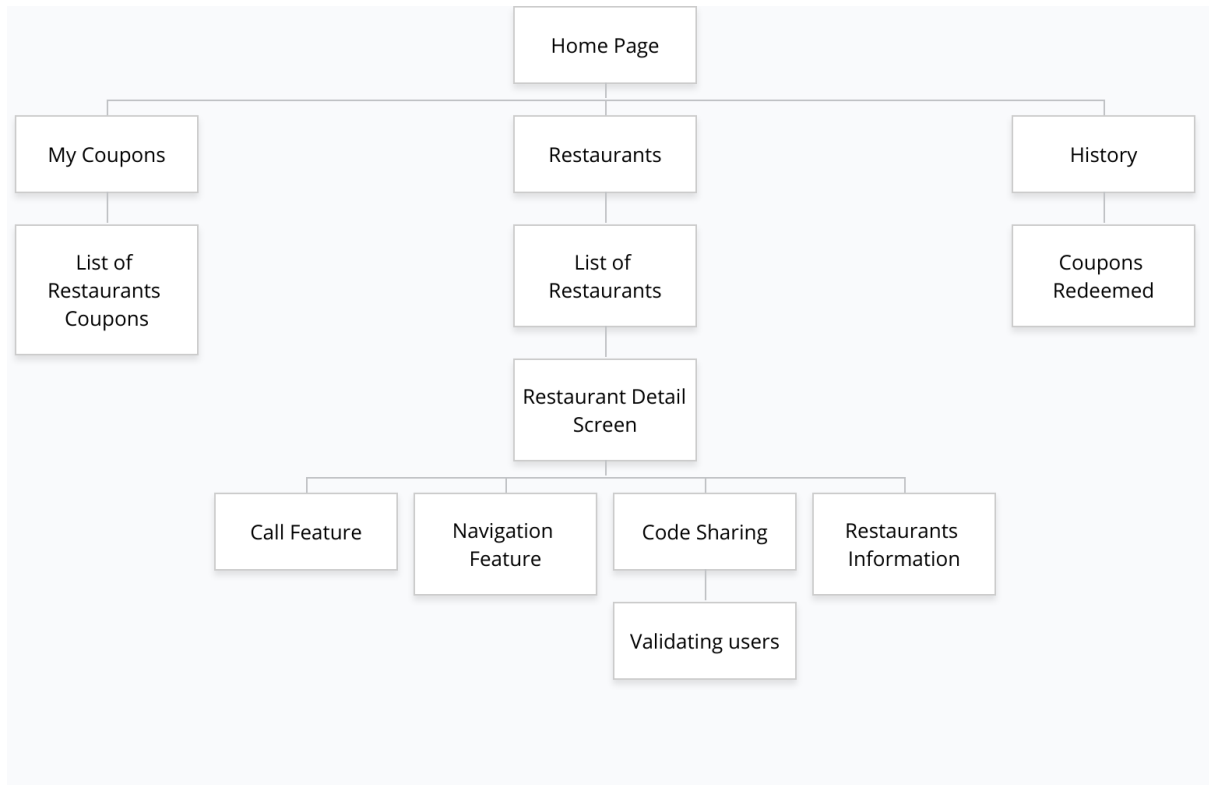 Home Page
My Coupons
Restaurants
History
List of
Restaurants
Coupons
List of
Restaurants
Coupons
Redeemed
Restaurant Detail
Screen
Call Feature
Navigation
Feature
Code Sharing
Restaurants
Information
Validating users